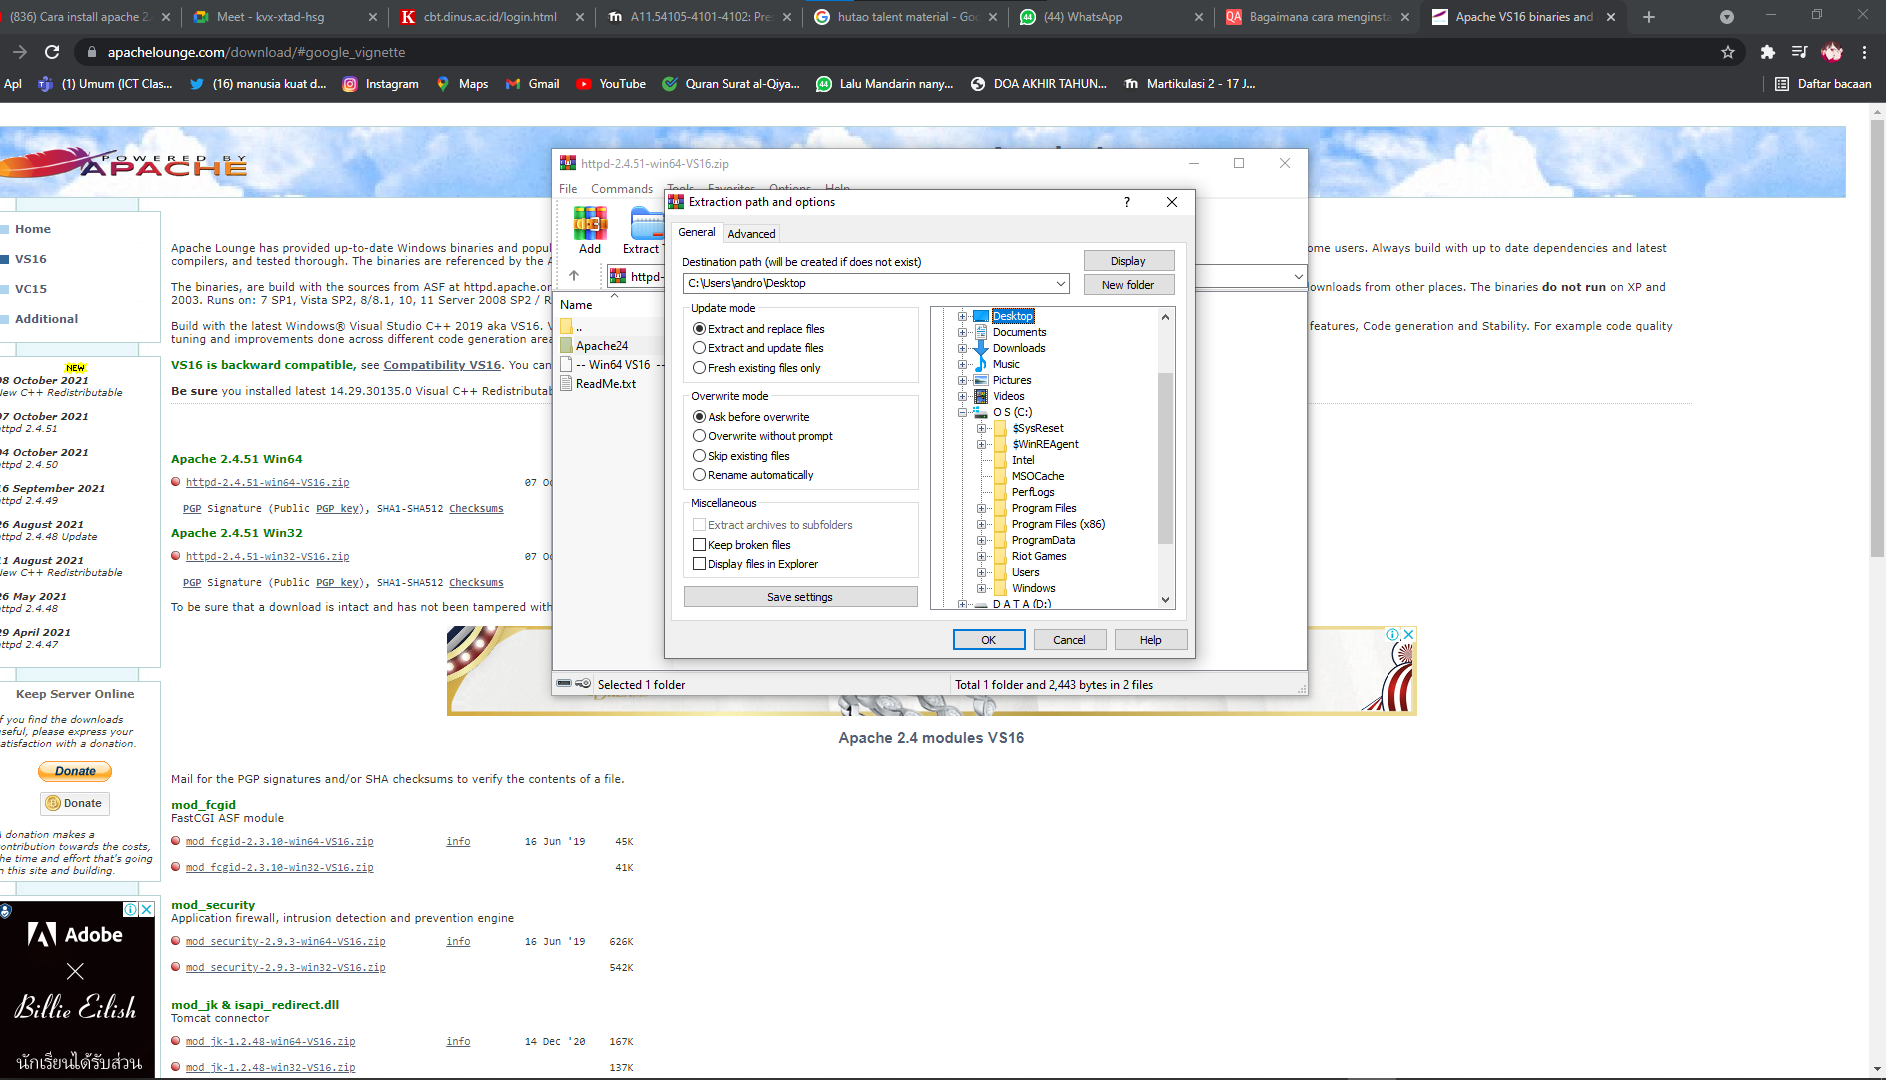 (836) Cara install apache 2.
Meet - kvx-xtad-hsg
cbt.dinus.ac.id/login.html
A11.54105-4101-4102: Pre
hutao talent material - Goo
(44) WhatsApp
Bagaimana cara menginsta
Apache VS16 binaries and
apachelounge.com/download/#google_vignette
Apl
(1) Umum (ICT Clas...
(16) manusia kuat d...
Instagram
Maps
Gmail
YouTube
Quran Surat al-Qiya...
Lalu Mandarin nany...
DOA AKHIR TAHUN...
Martikulasi 2 - 17 J...
Daftar bacaan
POWERED BY
APACHE
Home
VS16
VC15
Additional
NEW
08 October 2021
New C++ Redistributable
07 October 2021
httpd 2.4.51
04 October 2021
httpd 2.4.50
16 September 2021
httpd 2.4.49
26 August 2021
httpd 2.4.48 Update
11 August 2021
New C++ Redistributable
26 May 2021
httpd 2.4.48
29 April 2021
httpd 2.4.47
Keep Server Online
If you find the downloads
useful, please express your
satisfaction with a donation.
Donate
Donate
A donation makes a
contribution towards the costs,
the time and effort that's going
in this site and building.
Adobe
Billie Eilish
นักเรียนได้รับส่วน
Apache Lounge has provided up-to-date Windows binaries and popul
ome users. Always build with up to date dependencies and latest
compilers, and tested thorough. The binaries are referenced by the A
The binaries, are build with the sources from ASF at httpd.apache.or
ownloads from other places. The binaries do not run on XP and
2003. Runs on: 7 SP1, Vista SP2, 8/8.1, 10, 11 Server 2008 SP2 / R
Build with the latest Windows® Visual Studio C++ 2019 aka VS16. V
features, Code generation and Stability. For example code quality
tuning and improvements done across different code generation area
VS16 is backward compatible, see Compatibility VS16. You can
Be sure you installed latest 14.29.30135.0 Visual C++ Redistributab
Apache 2.4.51 Win64
httpd-2.4.51-win64-VS16.zip
07 Oc
PGP Signature (Public PGP key), SHA1-SHA512 Checksums
Apache 2.4.51 Win32
httpd-2.4.51-win32-VS16.zip
07 Oc
PGP Signature (Public PGP key), SHA1-SHA512 Checksums
To be sure that a download is intact and has not been tampered with
httpd-2.4.51-win64-VS16.zip
File
Commands
Tools
Favorites
Options
Help
Add
Extract T
httpd-
Name
..
Apache24
-- Win64 VS16 --
ReadMe.txt
Selected 1 folder
Total 1 folder and 2,443 bytes in 2 files
Extraction path and options
?
General
Advanced
Destination path (will be created if does not exist)
C:\Users\andro\Desktop
Display
New folder
Update mode
Extract and replace files
Extract and update files
Fresh existing files only
Overwrite mode
Ask before overwrite
Overwrite without prompt
Skip existing files
Rename automatically
Miscellaneous
Extract archives to subfolders
Keep broken files
Display files in Explorer
Save settings
Desktop
Documents
Downloads
Music
Pictures
Videos
O S (C:)
$SysReset
$WinREAgent
Intel
MSOCache
PerfLogs
Program Files
Program Files (x86)
ProgramData
Riot Games
Users
Windows
D A T A (D:)
OK
Cancel
Help
Apache 2.4 modules VS16
Mail for the PGP signatures and/or SHA checksums to verify the contents of a file.
mod_fcgid
FastCGI ASF module
mod_fcgid-2.3.10-win64-VS16.zip
info
16 Jun '19
45K
mod_fcgid-2.3.10-win32-VS16.zip
41K
mod_security
Application firewall, intrusion detection and prevention engine
mod_security-2.9.3-win64-VS16.zip
info
16 Jun '19
626K
mod_security-2.9.3-win32-VS16.zip
542K
mod_jk & isapi_redirect.dll
Tomcat connector
mod_jk-1.2.48-win64-VS16.zip
info
14 Dec '20
167K
mod_jk-1.2.48-win32-VS16.zip
137K